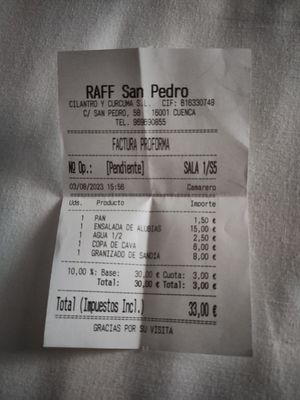 RAFF San Pedro
CILANTRO Y CURCUMA S.L. CIF: B16330748
C/ SAN PEDRO, 58 16001 CUENCA
TEL. 969690855
FACTURA PROFORMA
Nº Op.: [Pendiente] SALA 1/S5
03/08/2023 15:56 Camarero
Uds. Producto Importe
1 PAN 1,50 €
1 ENSALADA DE ALUBIAS 15,00 €
1 AGUA 1/2 2,50 €
1 COPA DE CAVA 6,00 €
1 GRANIZADO DE SANDIA 8,00 €
10,00 %: Base: 30,00 € Cuota: 3,00 €
Total: 30,00 € Total: 3,00 €
Total (Impuestos Incl.) 33,00 €
GRACIAS POR SU VISITA